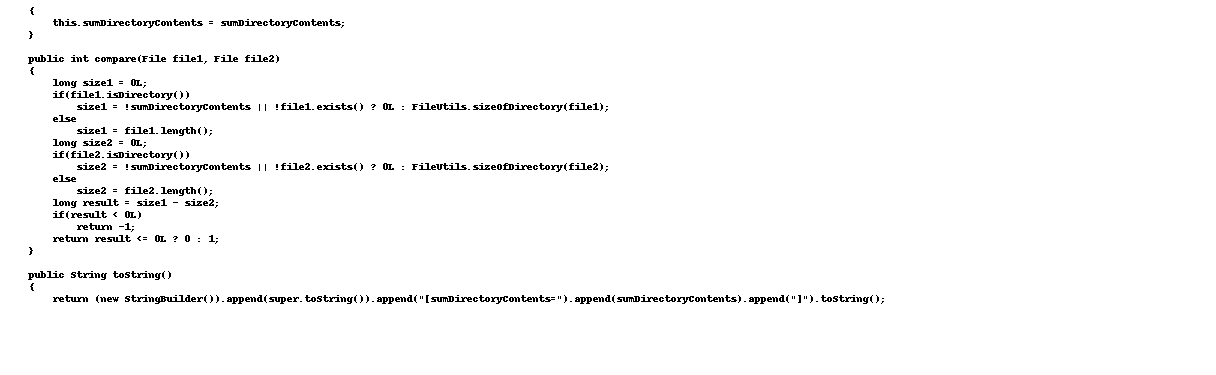 {
this.sumDirectoryContents = sumDirectoryContents;
}
public int compare(File file1, File file2)
{
long size1 = 0L;
if(file1.isDirectory())
size1 = !sumDirectoryContents || !file1.exists() ? 0L : FileUtils.sizeOfDirectory(file1);
else
size1 = file1.length();
long size2 = 0L;
if(file2.isDirectory())
size2 = !sumDirectoryContents || !file2.exists() ? 0L : FileUtils.sizeOfDirectory(file2);
else
size2 = file2.length();
long result = size1 - size2;
if(result < 0L)
return -1;
return result <= 0L ? 0 : 1;
}
public String toString()
{
return (new StringBuilder()).append(super.toString()).append("[sumDirectoryContents=").append(sumDirectoryContents).append("]").toString();